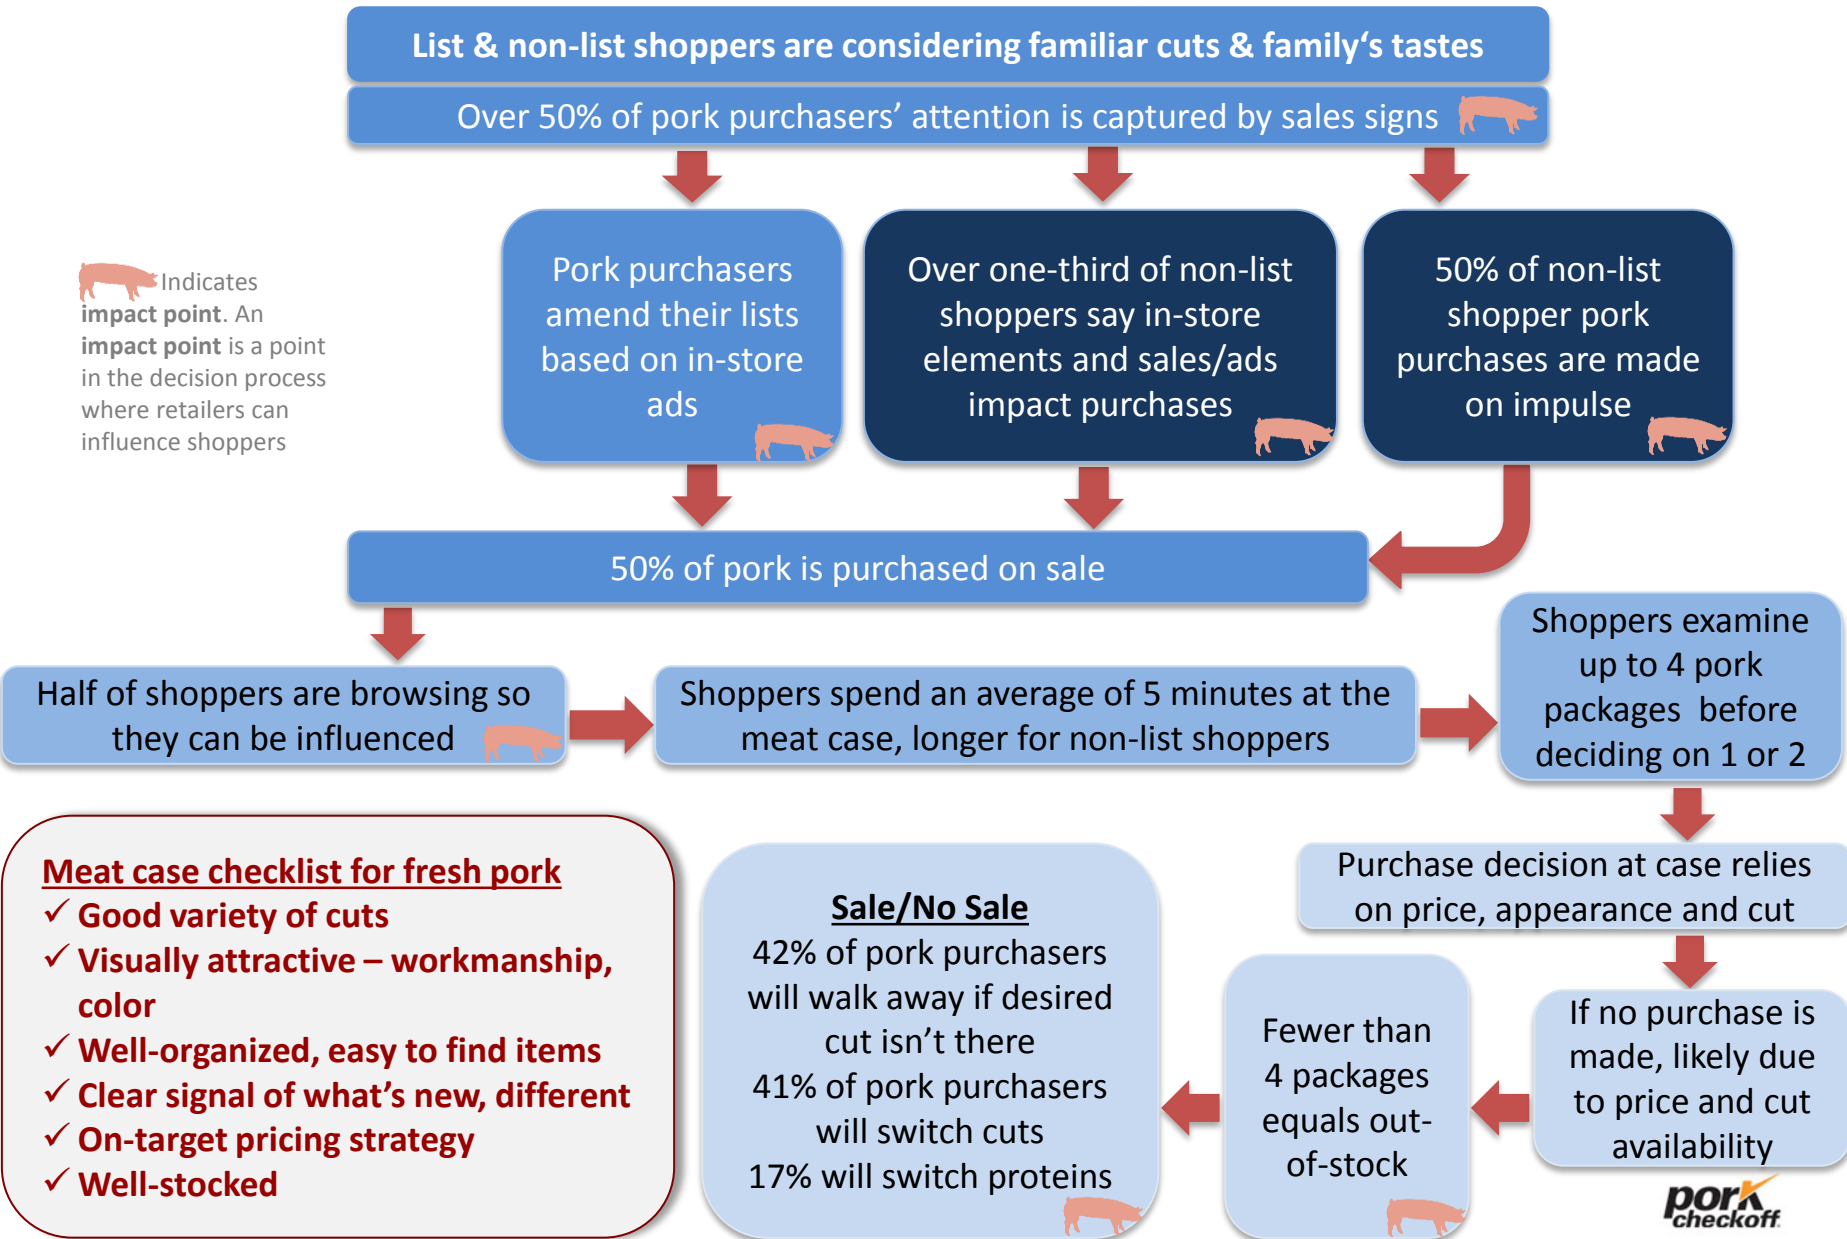 List & non-list shoppers are considering familiar cuts & family‘s tastes
Over 50% of pork purchasers’ attention is captured by sales signs
Indicates
impact point. An
impact point is a point
in the decision process
where retailers can
influence shoppers
Pork purchasers
amend their lists
based on in-store
ads
Over one-third of non-list
shoppers say in-store
elements and sales/ads
impact purchases
50% of non-list
shopper pork
purchases are made
on impulse
50% of pork is purchased on sale
Half of shoppers are browsing so
they can be influenced
Shoppers spend an average of 5 minutes at the
meat case, longer for non-list shoppers
Shoppers examine
up to 4 pork
packages before
deciding on 1 or 2
Purchase decision at case relies
on price, appearance and cut
If no purchase is
made, likely due
to price and cut
availability
Fewer than
4 packages
equals out-
of-stock
Sale/No Sale
42% of pork purchasers
will walk away if desired
cut isn’t there
41% of pork purchasers
will switch cuts
17% will switch proteins
Meat case checklist for fresh pork
✓ Good variety of cuts
✓ Visually attractive – workmanship,
color
✓ Well-organized, easy to find items
✓ Clear signal of what’s new, different
✓ On-target pricing strategy
✓ Well-stocked
pork
checkoff